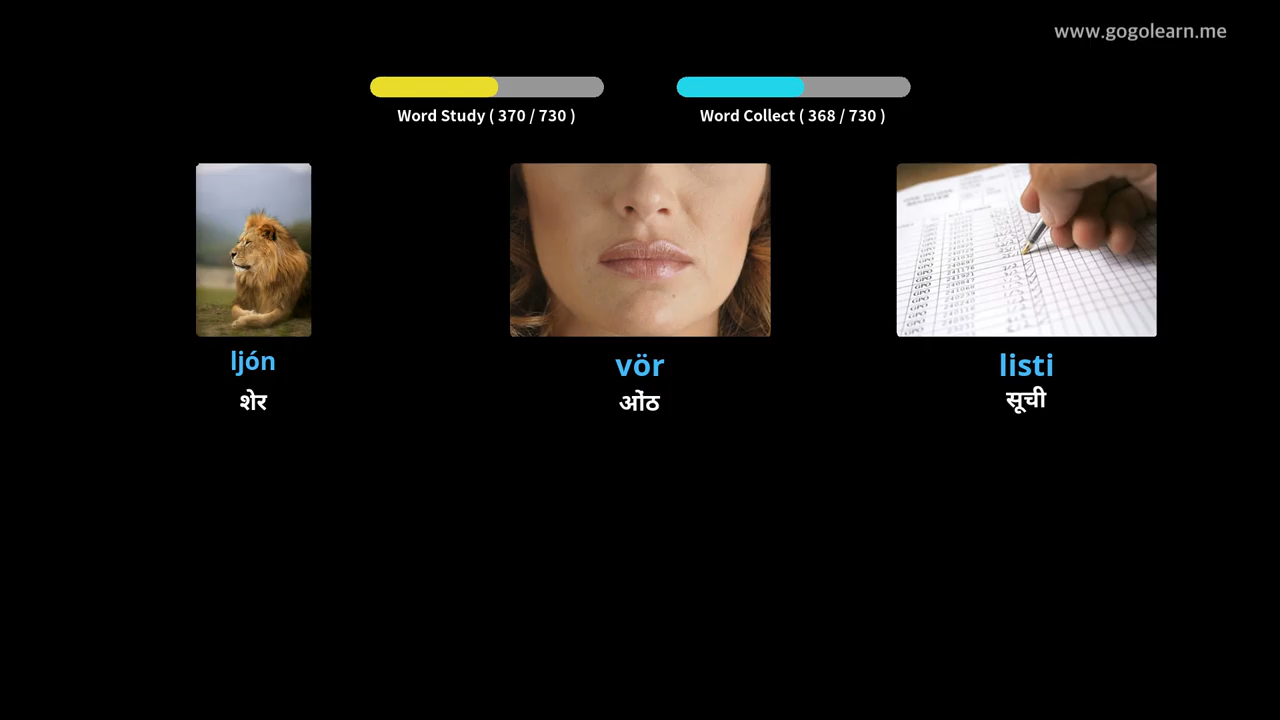 www.gogolearn.me
Word Study ( 370 / 730 )
Word Collect ( 368 / 730 )
ljón
vör
listi
शेर
ओंठ
सूची